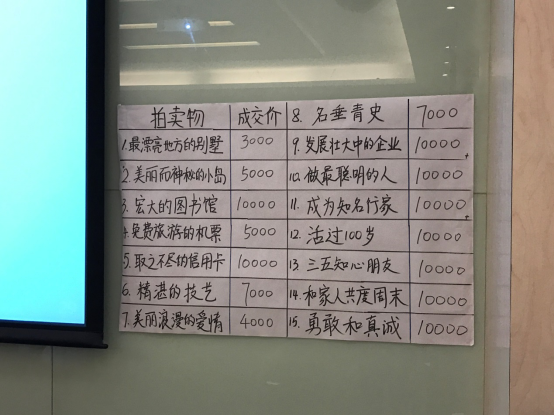 拍卖物 成交价 8. 名垂青史 7000
1.最漂亮地方的别墅 3000 9.发展壮大中的企业 10000
2.美丽而神秘的小岛 5000 10.做最聪明的人 10000
3.宏大的图书馆 10000 11.成为知名行家 10000
4.免费旅游的机票 5000 12.活过100岁 10000
5.取之不尽的信用卡 10000 13.三五知心朋友 10000
6.精湛的技艺 7000 14.和家人共度周末 10000
7.美丽浪漫的爱情 4000 15.勇敢和真诚 10000